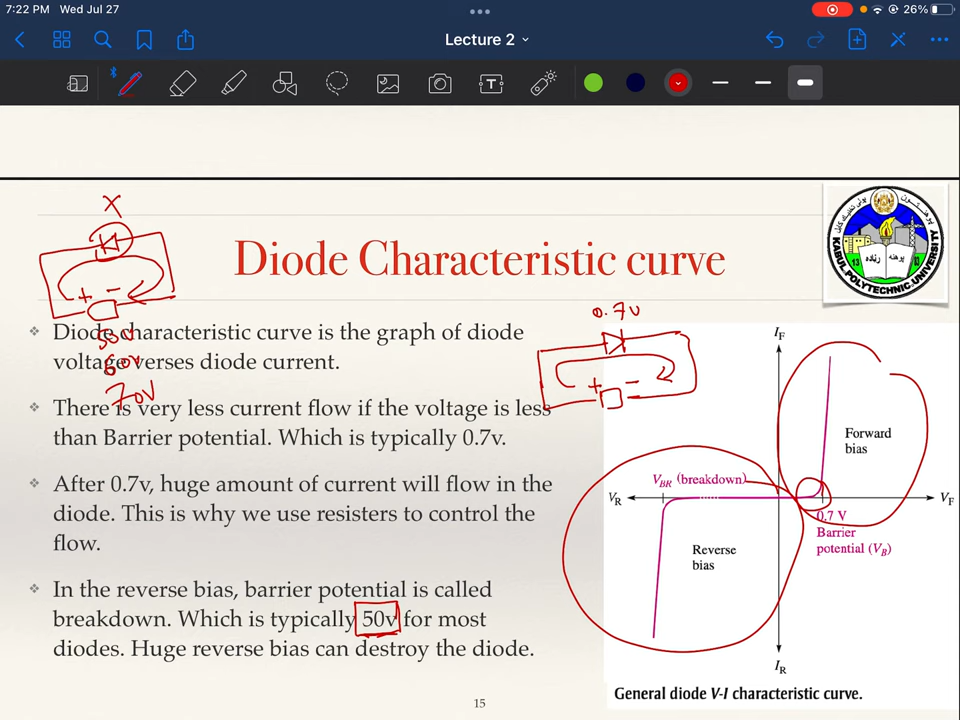 7:22 PM Wed Jul 27
26%
Lecture 2
T
X
Diode Characteristic curve
KABUL POLYTECHNIC UNIVERSITY
13
0.7v
50v
60v
70v
❖ Diode characteristic curve is the graph of diode
voltage verses diode current.
❖ There is very less current flow if the voltage is less
than Barrier potential. Which is typically 0.7v.
❖ After 0.7v, huge amount of current will flow in the
diode. This is why we use resisters to control the
flow.
❖ In the reverse bias, barrier potential is called
breakdown. Which is typically 50v for most
diodes. Huge reverse bias can destroy the diode.
IF
Forward
bias
VBR (breakdown)
VR
VF
0.7 V
Barrier
potential (VB)
Reverse
bias
IR
General diode V-I characteristic curve.
15